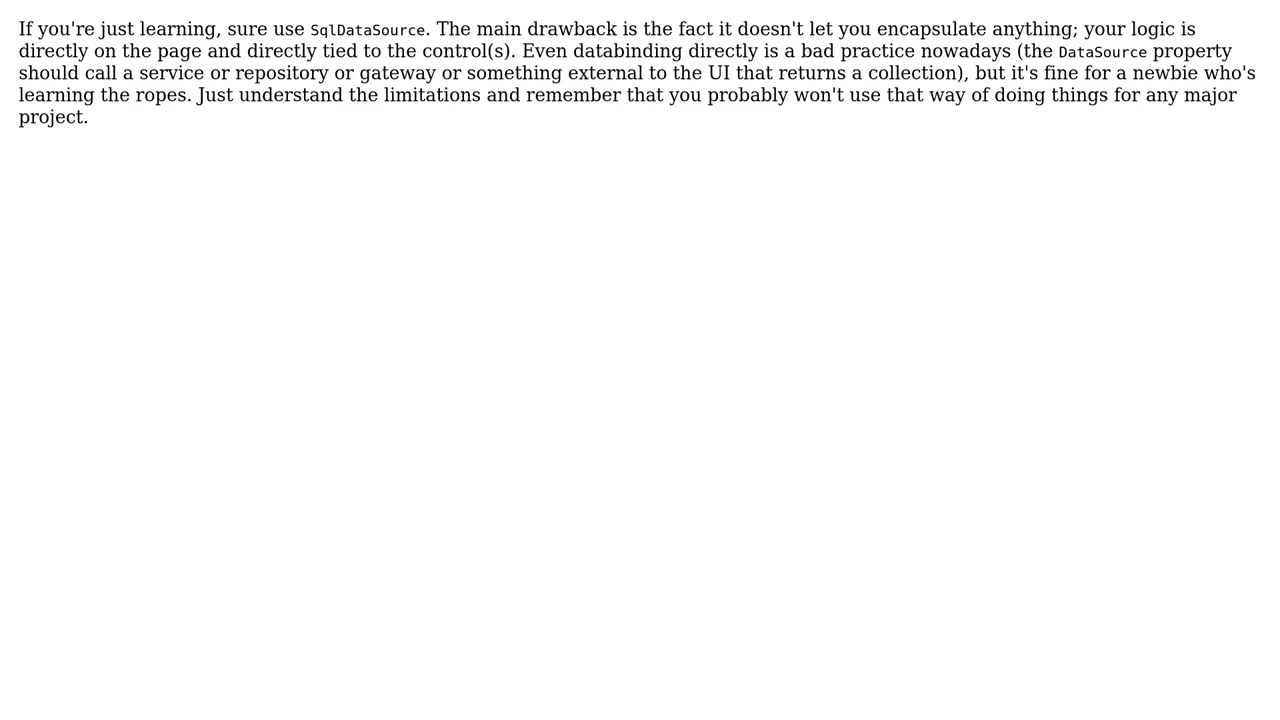 If you're just learning, sure use SqlDataSource. The main drawback is the fact it doesn't let you encapsulate anything; your logic is
directly on the page and directly tied to the control(s). Even databinding directly is a bad practice nowadays (the DataSource property
should call a service or repository or gateway or something external to the UI that returns a collection), but it's fine for a newbie who's
learning the ropes. Just understand the limitations and remember that you probably won't use that way of doing things for any major
project.